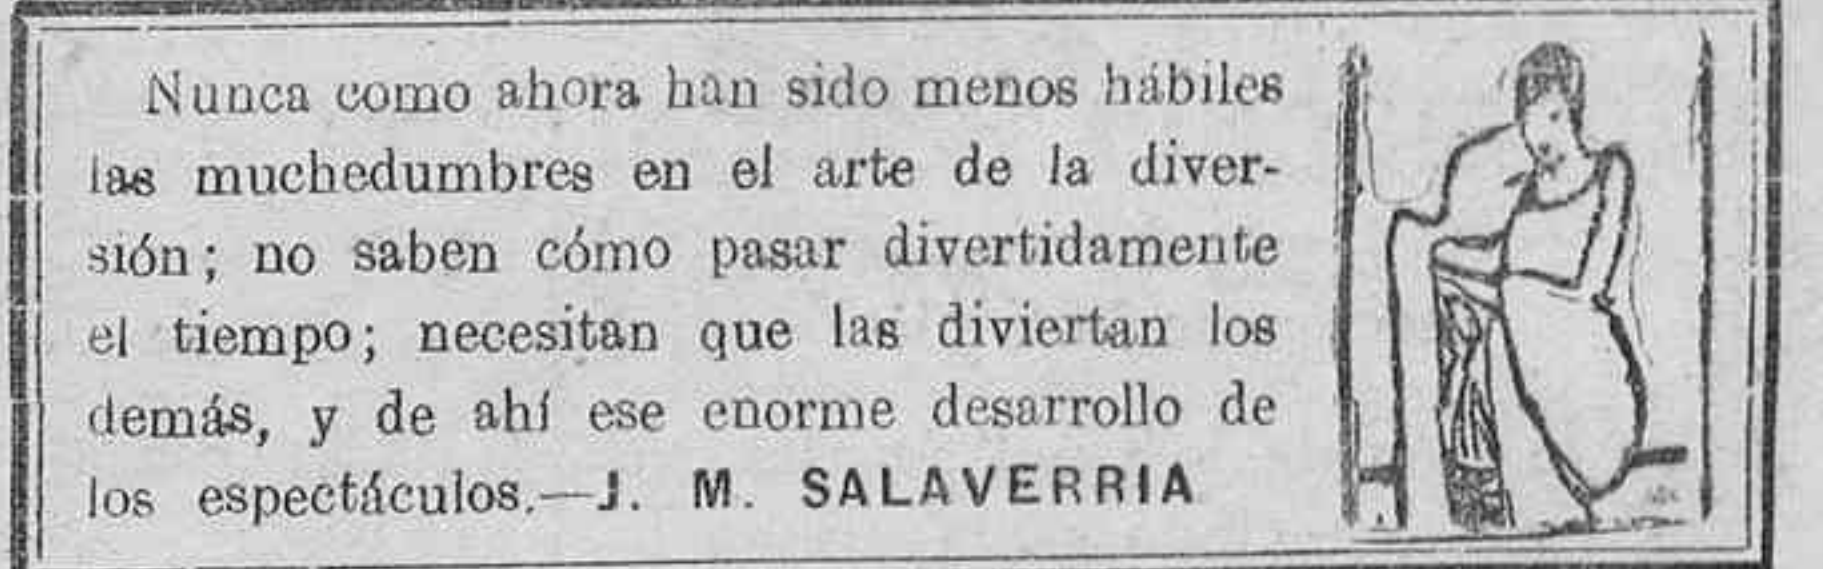 Nunca como ahora han sido menos hábiles
las muchedumbres en el arte de la diver-
sión; no saben cómo pasar divertidamente
el tiempo; necesitan que las diviertan los
demás, y de ahí ese enorme desarrollo de
los espectáculos.—J. M. SALAVERRIA